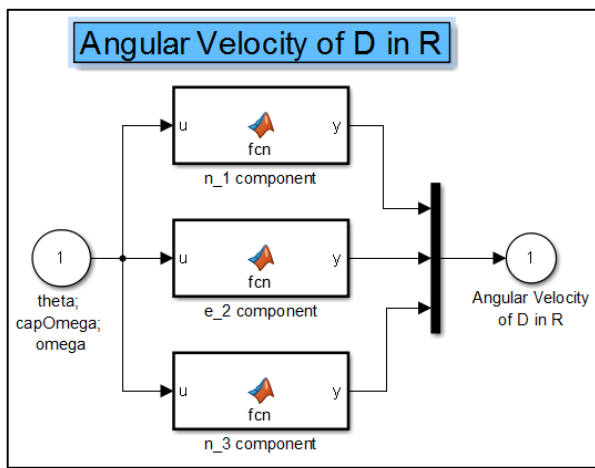 Angular Velocity of D in R
u
y
fcn
n_1 component
1
theta;
capOmega;
omega
u
y
fcn
e_2 component
1
Angular Velocity
of D in R
u
y
fcn
n_3 component